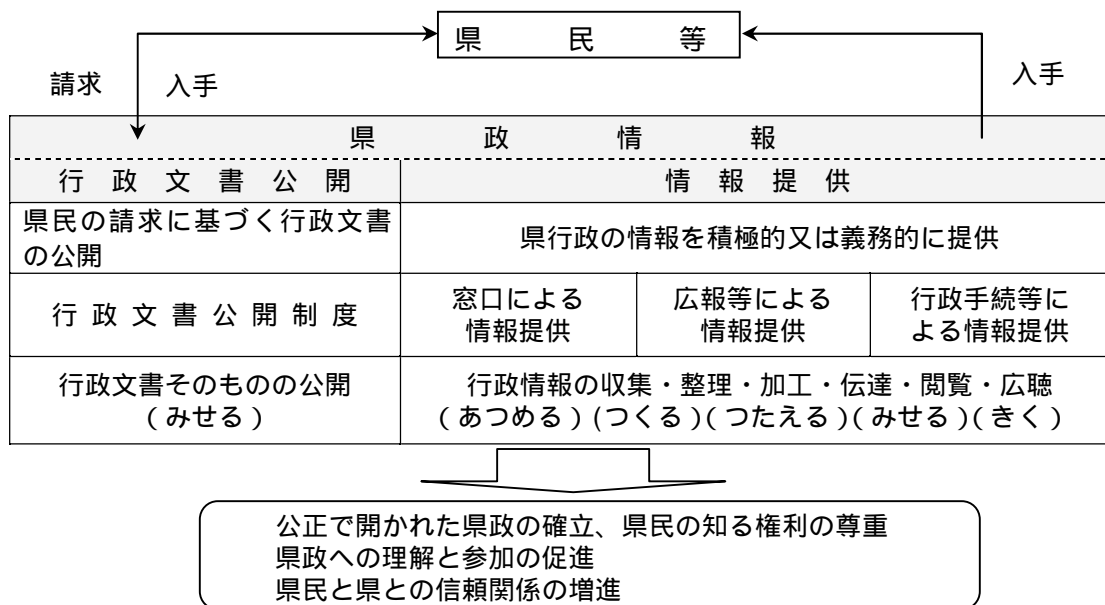 県民等
請求
入手
入手
県政情報
行政文書公開
情報提供
県民の請求に基づく行政文書
の公開
県行政の情報を積極的又は義務的に提供
行政文書公開制度
窓口による
情報提供
広報等による
情報提供
行政手続等に
よる情報提供
行政文書そのものの公開
(みせる)
行政情報の収集・整理・加工・伝達・閲覧・広聴
(あつめる)(つくる)(つたえる)(みせる)(きく)
公正で開かれた県政の確立、県民の知る権利の尊重
県政への理解と参加の促進
県民と県との信頼関係の増進